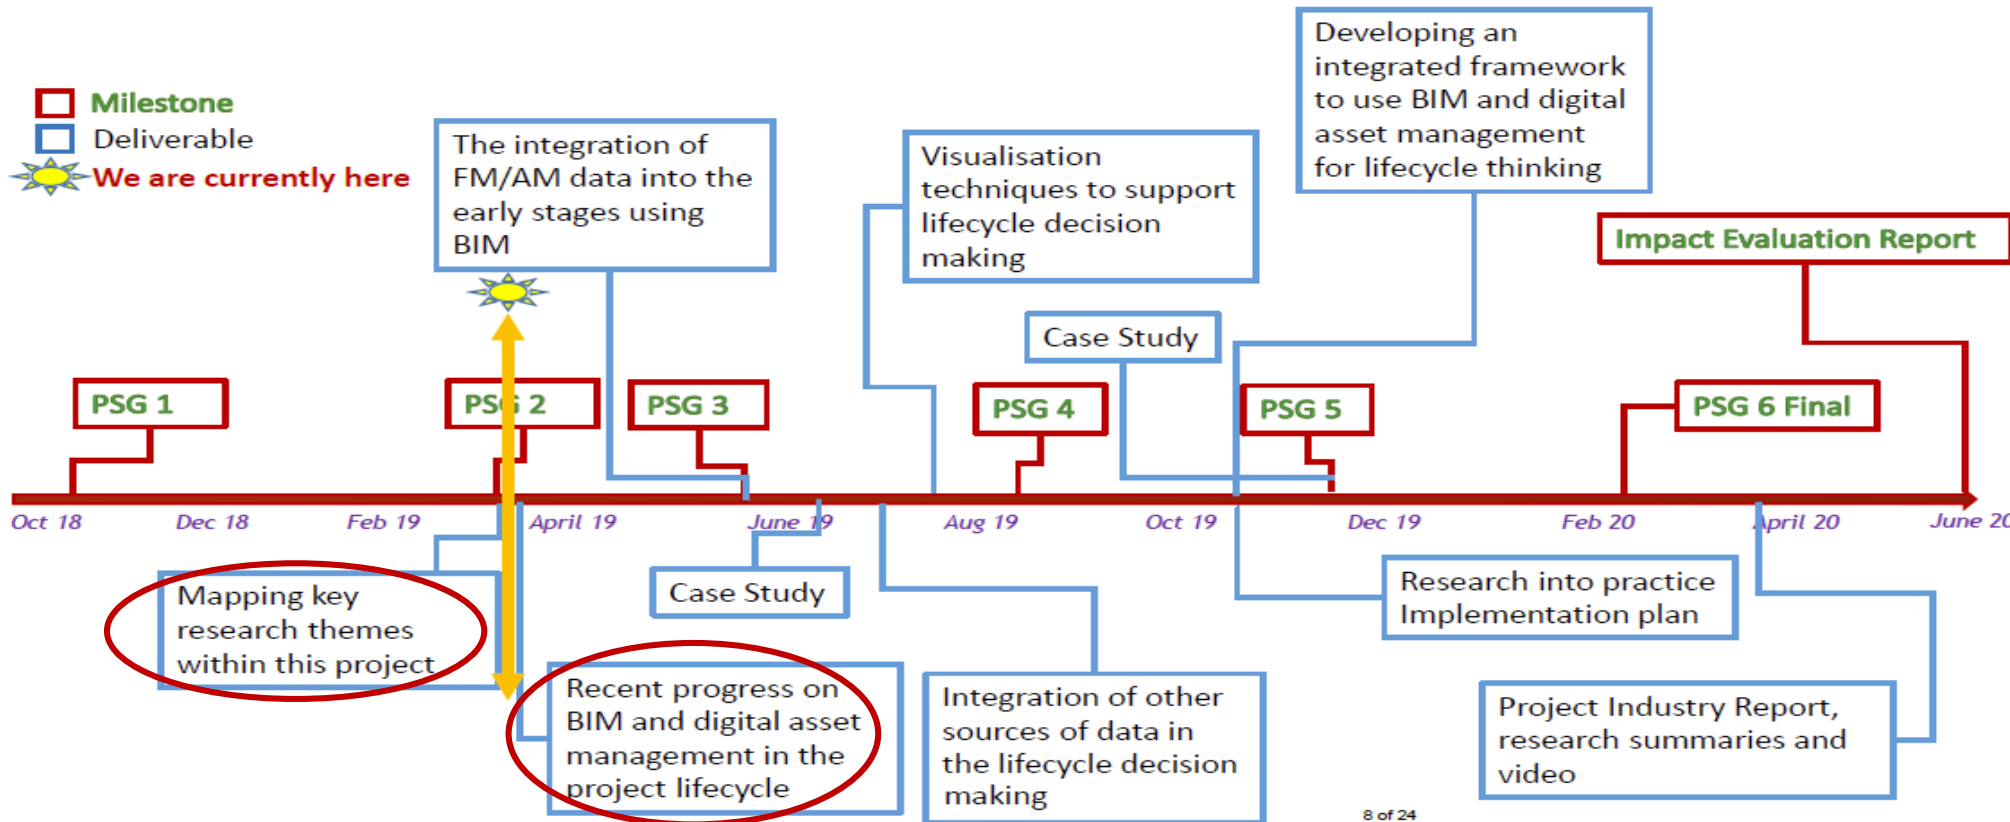 Milestone
Deliverable
We are currently here
The integration of
FM/AM data into the
early stages using
BIM
Visualisation
techniques to support
lifecycle decision
making
Developing an
integrated framework
to use BIM and digital
asset management
for lifecycle thinking
Impact Evaluation Report
Case Study
PSG 1
PSG 2
PSG 3
PSG 4
PSG 5
PSG 6 Final
Oct 18
Dec 18
Feb 19
April 19
June 19
Aug 19
Oct 19
Dec 19
Feb 20
April 20
June 20
Mapping key
research themes
within this project
Case Study
Recent progress on
BIM and digital asset
management in the
project lifecycle
Integration of other
sources of data in
the lifecycle decision
making
Research into practice
Implementation plan
Project Industry Report,
research summaries and
video
8 of 24